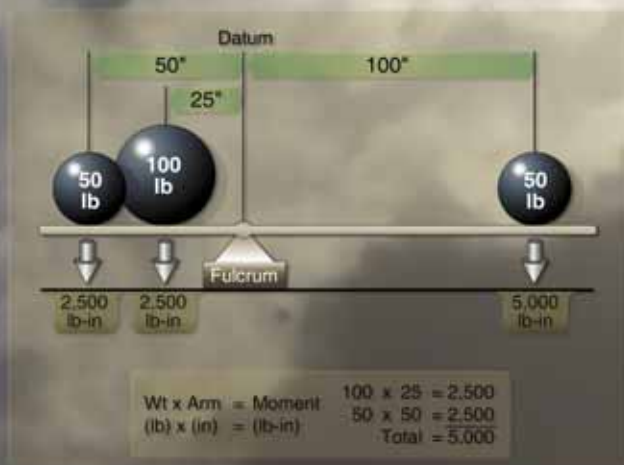 Datum
50"
100"
25"
50
lb
100
lb
50
lb
Fulcrum
2,500
lb-in
2,500
lb-in
5,000
lb-in
Wt x Arm = Moment
(lb) x (in) = (lb-in)
100 x 25 = 2,500
50 x 50 = 2,500
Total = 5,000